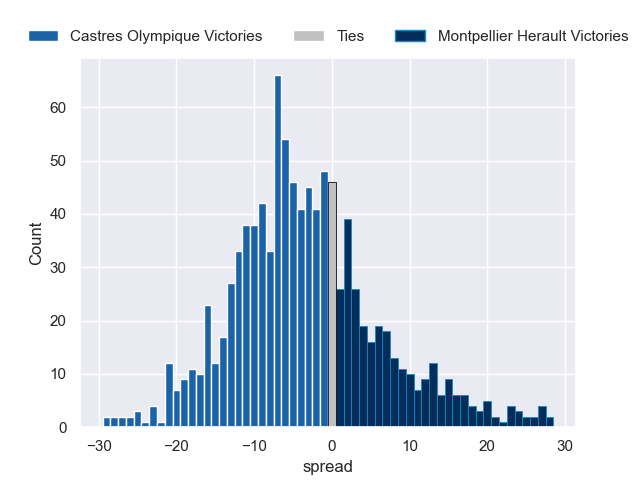 Castres Olympique Victories Ties Montpellier Herault Victories
60
50
40
30
20
10
0
Count
−30 −20 −10 0 10 20 30
spread